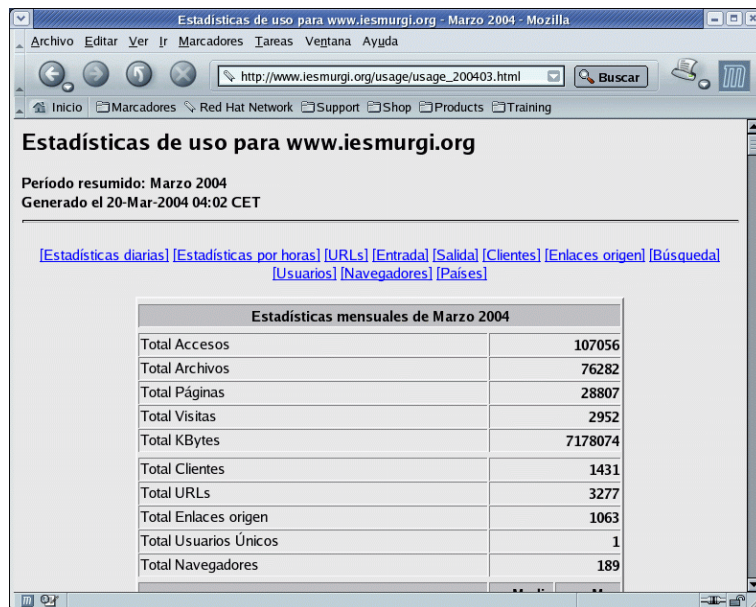 Estadísticas de uso para www.iesmurgi.org - Marzo 2004 - Mozilla
Archivo Editar Ver Ir Marcadores Tareas Ventana Ayuda
http://www.iesmurgi.org/usage/usage_200403.html Buscar
Inicio Marcadores Red Hat Network Support Shop Products Training
Estadísticas de uso para www.iesmurgi.org
Período resumido: Marzo 2004
Generado el 20-Mar-2004 04:02 CET
[Estadísticas diarias] [Estadísticas por horas] [URLs] [Entrada] [Salida] [Clientes] [Enlaces origen] [Búsqueda]
[Usuarios] [Navegadores] [Países]
Estadísticas mensuales de Marzo 2004
Total Accesos 107056
Total Archivos 76282
Total Páginas 28807
Total Visitas 2952
Total KBytes 7178074
Total Clientes 1431
Total URLs 3277
Total Enlaces origen 1063
Total Usuarios Únicos 1
Total Navegadores 189